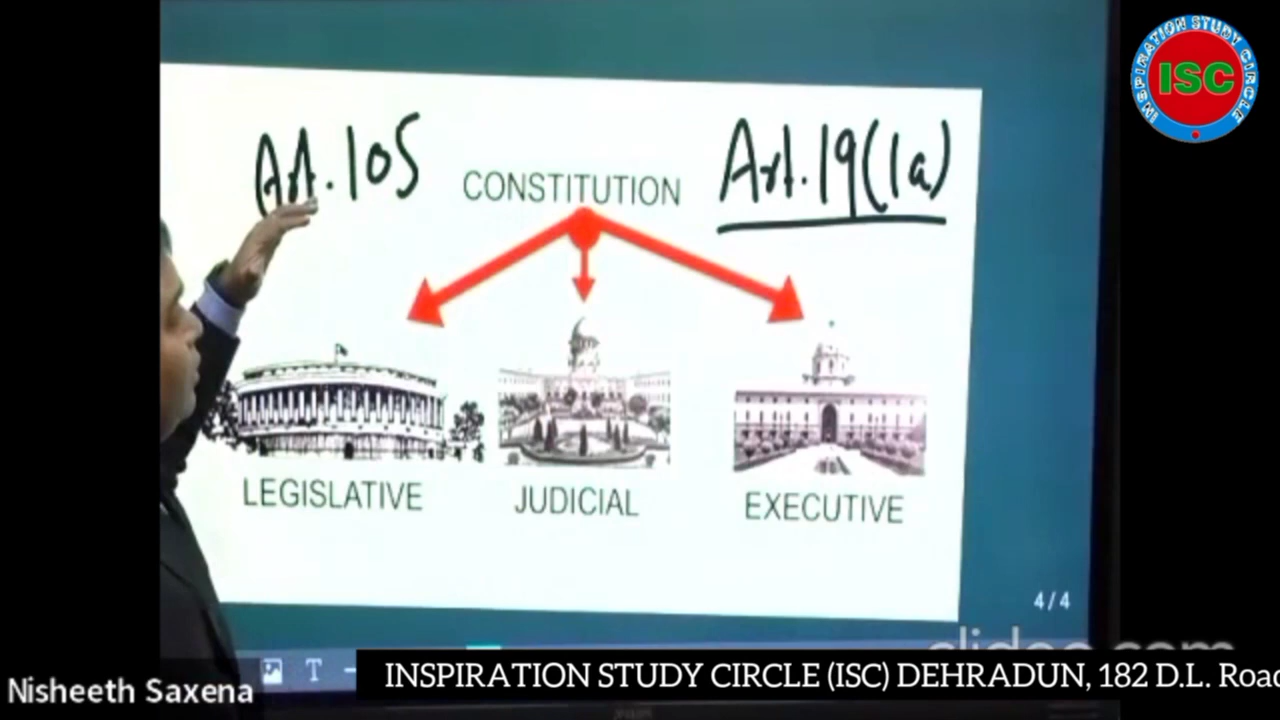 INSPIRATION STUDY CIRCLE
ISC
Art. 105
CONSTITUTION
Art. 19(1a)
LEGISLATIVE
JUDICIAL
EXECUTIVE
4/4
T
Nisheeth Saxena
INSPIRATION STUDY CIRCLE (ISC) DEHRADUN, 182 D.L. Road